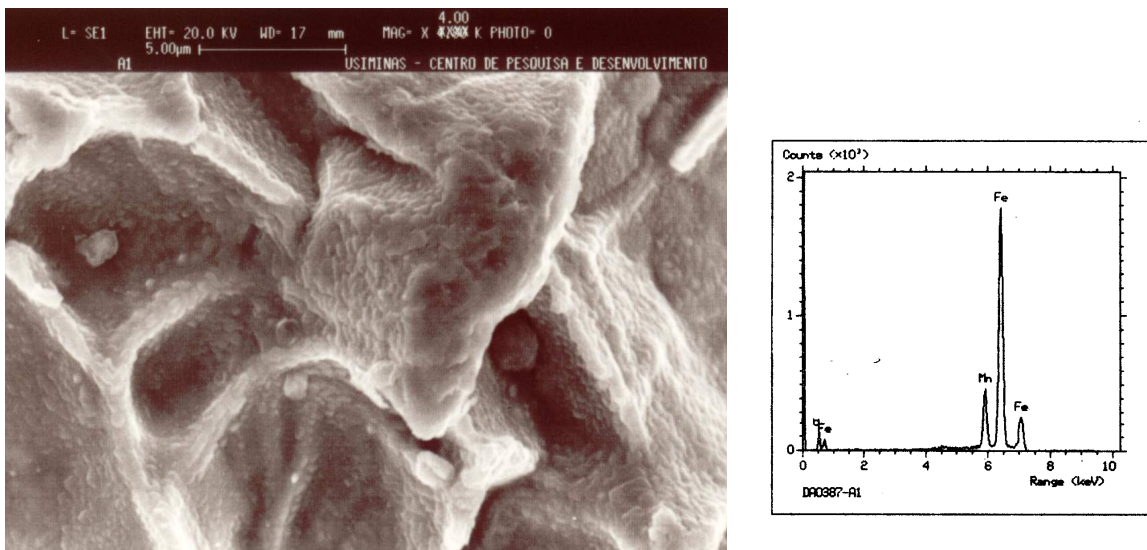 4.00
L= SE1 EHT= 20.0 KV WD= 17 mm MAG= X K PHOTO= 0
5.00µm
A1 USIMINAS - CENTRO DE PESQUISA E DESENVOLVIMENTO
Counts (×10³)
2
Fe
1
Mn
Fe
Fe
0
0 2 4 6 8 10
Range (keV)
DA0387-A1